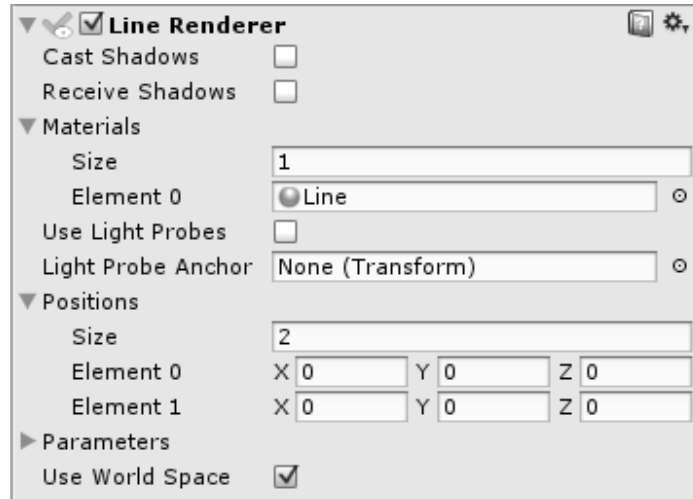 Line Renderer
Cast Shadows
Receive Shadows
Materials
Size 1
Element 0 Line
Use Light Probes
Light Probe Anchor None (Transform)
Positions
Size 2
Element 0 X 0 Y 0 Z 0
Element 1 X 0 Y 0 Z 0
Parameters
Use World Space